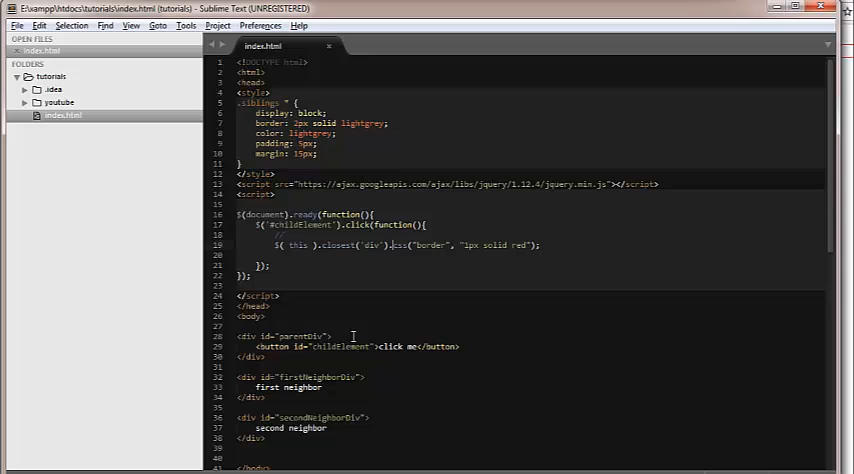 E:\xampp\htdocs\tutorials\index.html (tutorials) - Sublime Text (UNREGISTERED)
File Edit Selection Find View Goto Tools Project Preferences Help
OPEN FILES
index.html
FOLDERS
tutorials
.idea
youtube
index.html
index.html
1 <!DOCTYPE html>
2 <html>
3 <head>
4 <style>
5 .siblings * {
6 display: block;
7 border: 2px solid lightgrey;
8 color: lightgrey;
9 padding: 5px;
10 margin: 15px;
11 }
12 </style>
13 <script src="https://ajax.googleapis.com/ajax/libs/jquery/1.12.4/jquery.min.js"></script>
14 <script>
15
16 $(document).ready(function(){
17 $('#childElement').click(function(){
18 //
19 $( this ).closest('div').css("border", "1px solid red");
20
21 });
22 });
23
24 </script>
25 </head>
26 <body>
27
28 <div id="parentDiv">
29 <button id="childElement">click me</button>
30 </div>
31
32 <div id="firstNeighborDiv">
33 first neighbor
34 </div>
35
36 <div id="secondNeighborDiv">
37 second neighbor
38 </div>
39
40
41 </body>